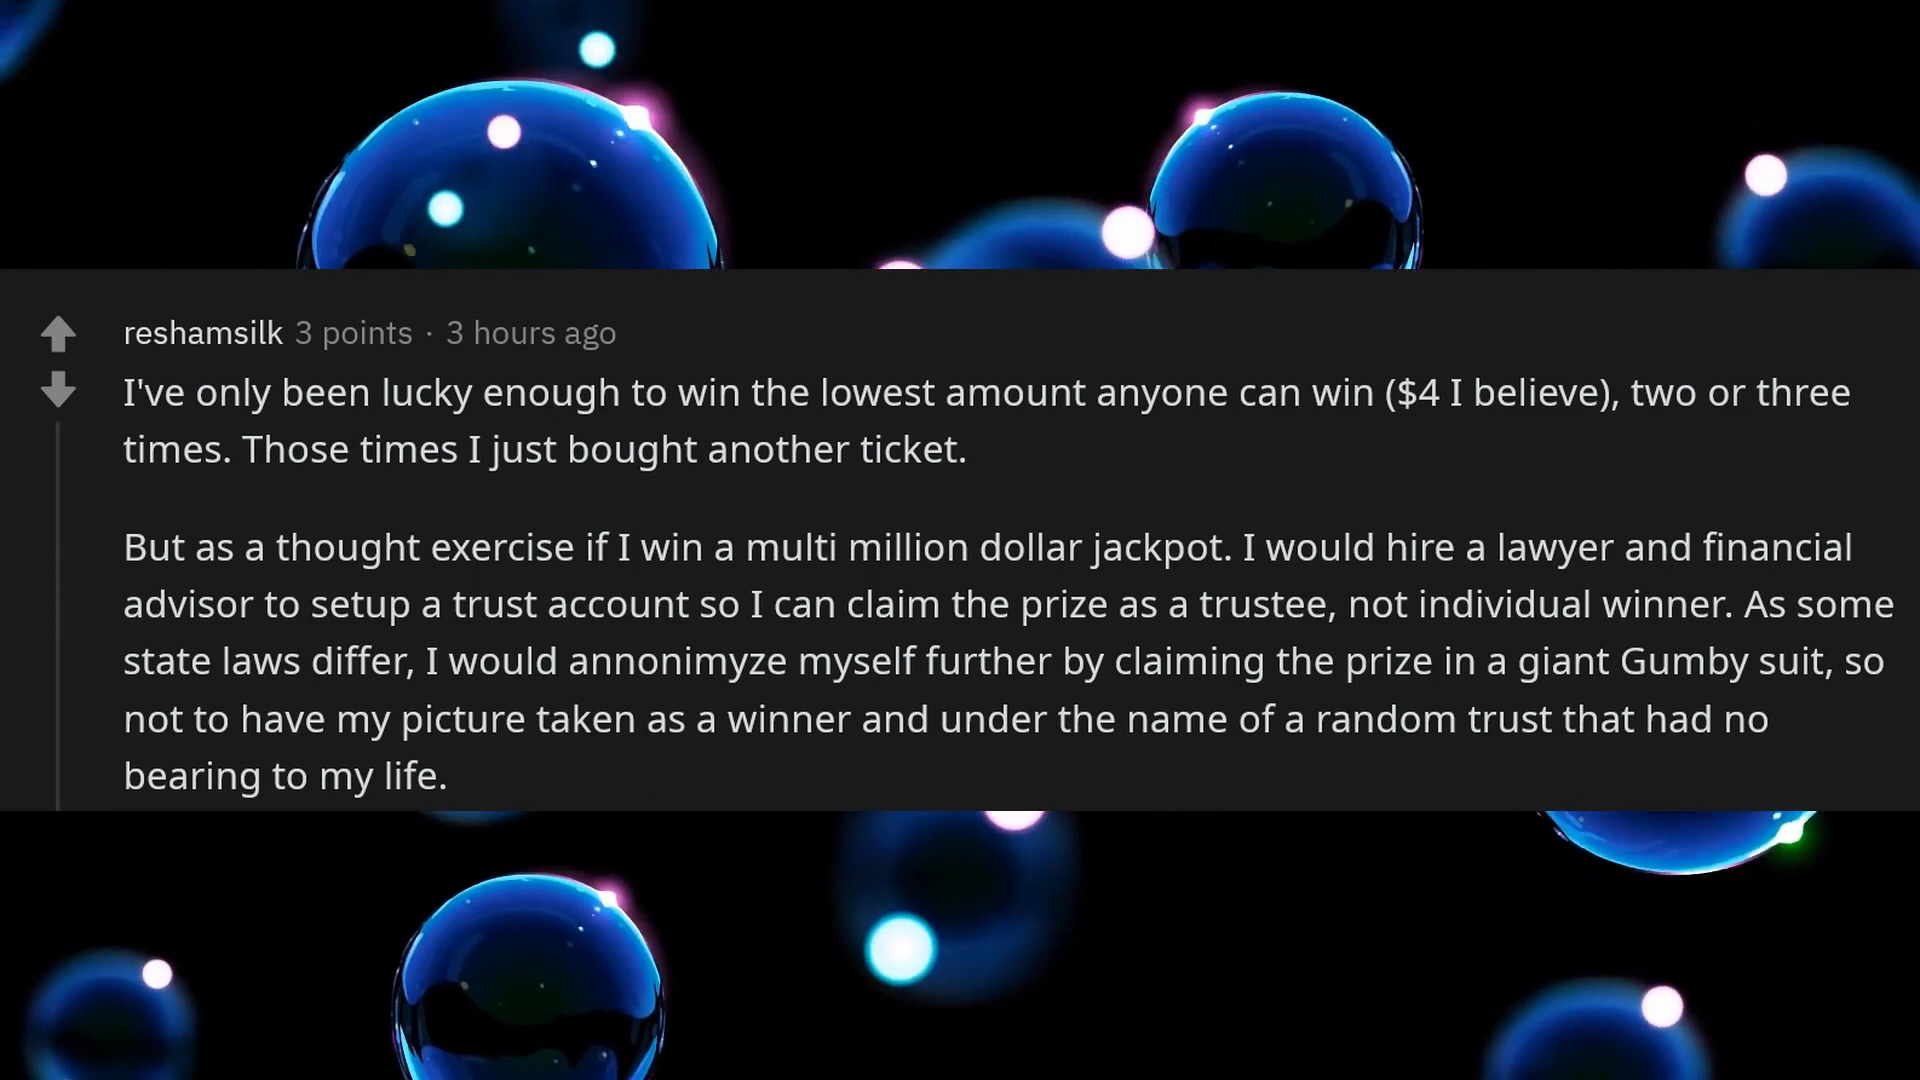 reshamsilk 3 points · 3 hours ago
I've only been lucky enough to win the lowest amount anyone can win ($4 I believe), two or three
times. Those times I just bought another ticket.
But as a thought exercise if I win a multi million dollar jackpot. I would hire a lawyer and financial
advisor to setup a trust account so I can claim the prize as a trustee, not individual winner. As some
state laws differ, I would annonimyze myself further by claiming the prize in a giant Gumby suit, so
not to have my picture taken as a winner and under the name of a random trust that had no
bearing to my life.